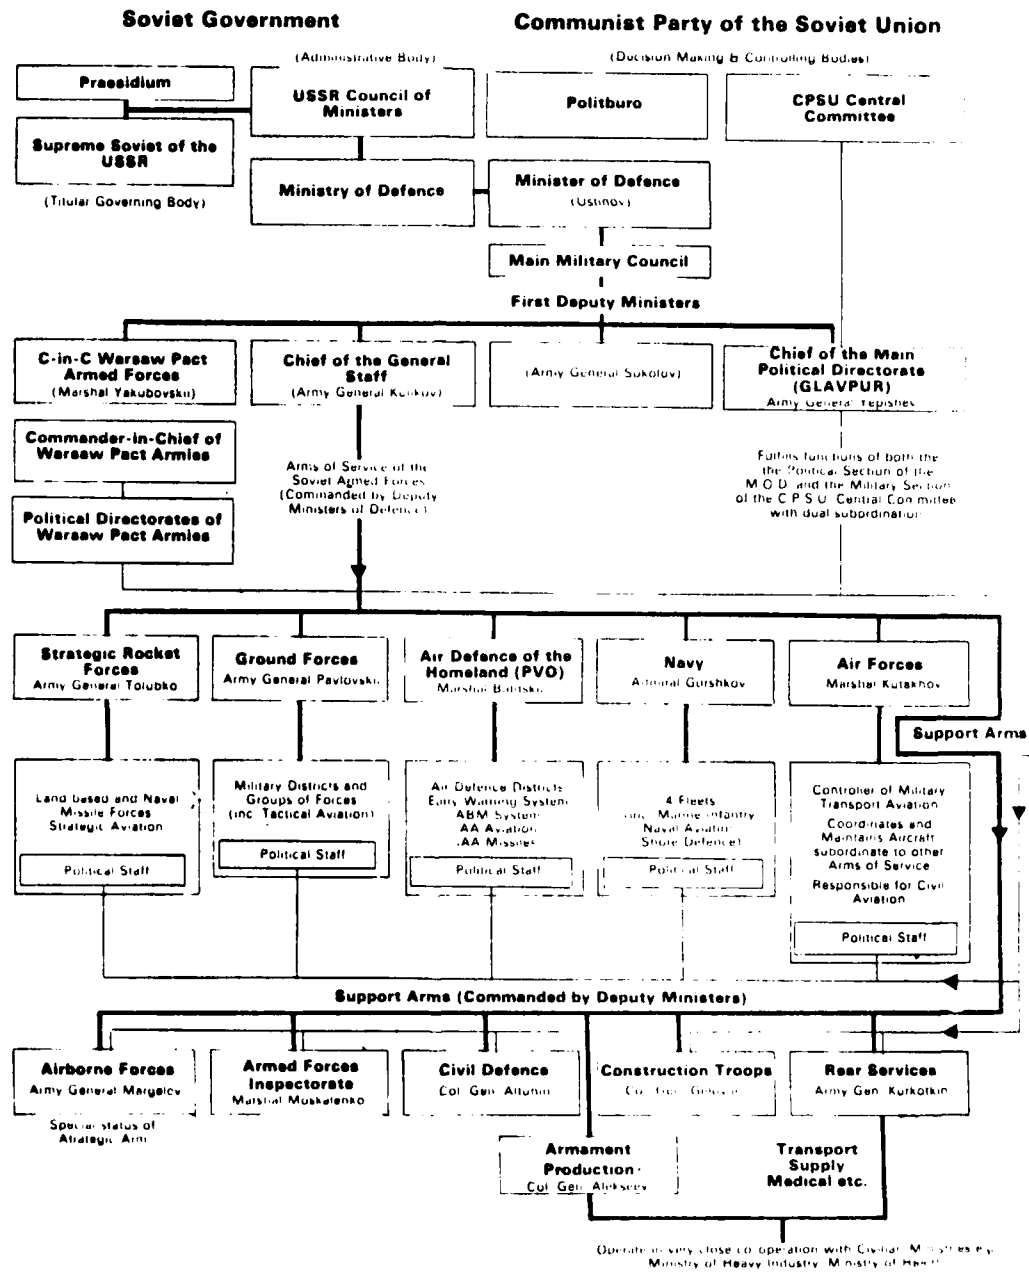 Soviet Government
Communist Party of the Soviet Union
(Administrative Body)
(Decision Making & Controlling Bodies)
Praesidium
USSR Council of
Ministers
Politburo
CPSU Central
Committee
Supreme Soviet of the
USSR
(Titular Governing Body)
Ministry of Defence
Minister of Defence
(Ustinov)
Main Military Council
First Deputy Ministers
C-in-C Warsaw Pact
Armed Forces
(Marshal Yakubovskii)
Chief of the General
Staff
(Army General Kulikov)
(Army General Sokolov)
Chief of the Main
Political Directorate
(GLAVPUR)
Army General Yepishev
Commander-in-Chief of
Warsaw Pact Armies
Political Directorates of
Warsaw Pact Armies
Arms of Service of the
Soviet Armed Forces
(Commanded by Deputy
Ministers of Defence)
Fulfils functions of both the
the Political Section of the
M.O.D. and the Military Section
of the C.P.S.U. Central Committee
with dual subordination
Strategic Rocket
Forces
Army General Tolubko
Ground Forces
Army General Pavlovskii
Air Defence of the
Homeland (PVO)
Marshal Batitskii
Navy
Admiral Gorshkov
Air Forces
Marshal Kutakhov
Support Arms
Land based and Naval
Missile Forces
Strategic Aviation
Political Staff
Military Districts and
Groups of Forces
(inc. Tactical Aviation)
Political Staff
Air Defence Districts
Early Warning System
ABM System
AA Aviation
AA Missiles
Political Staff
4 Fleets
(inc. Marine infantry
Naval Aviation
Shore Defence)
Political Staff
Controller of Military
Transport Aviation
Coordinates and
Maintains Aircraft
subordinate to other
Arms of Service
Responsible for Civil
Aviation
Political Staff
Support Arms (Commanded by Deputy Ministers)
Airborne Forces
Army General Margelov
Special status of
Atrategic Arm
Armed Forces
Inspectorate
Marshal Moskalenko
Civil Defence
Col. Gen. Altunin
Construction Troops
Rear Services
Army Gen. Kurkotkin
Armament
Production
Col. Gen. Alekseev
Transport
Supply
Medical etc.
Operate in very close co-operation with Civilian Ministries e.g.
Ministry of Heavy Industry, Ministry of Health